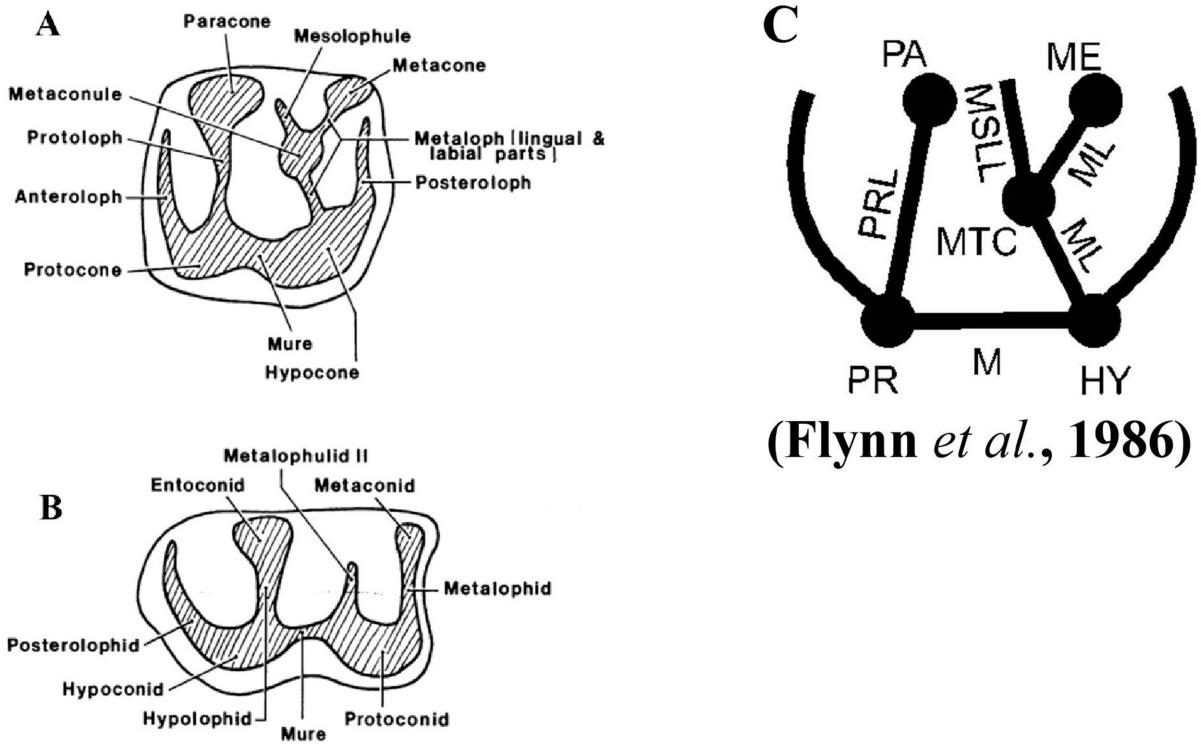 A
Paracone
Mesolophule
Metacone
Metaconule
Protoloph
Metaloph [lingual &
labial parts]
Anteroloph
Posteroloph
Protocone
Mure
Hypocone
B
Metalophulid II
Entoconid
Metaconid
Metalophid
Posterolophid
Hypoconid
Hypolophid
Mure
Protoconid
C
PA
ME
MSLL
ML
PRL
MTC
ML
PR
M
HY
(Flynn et al., 1986)